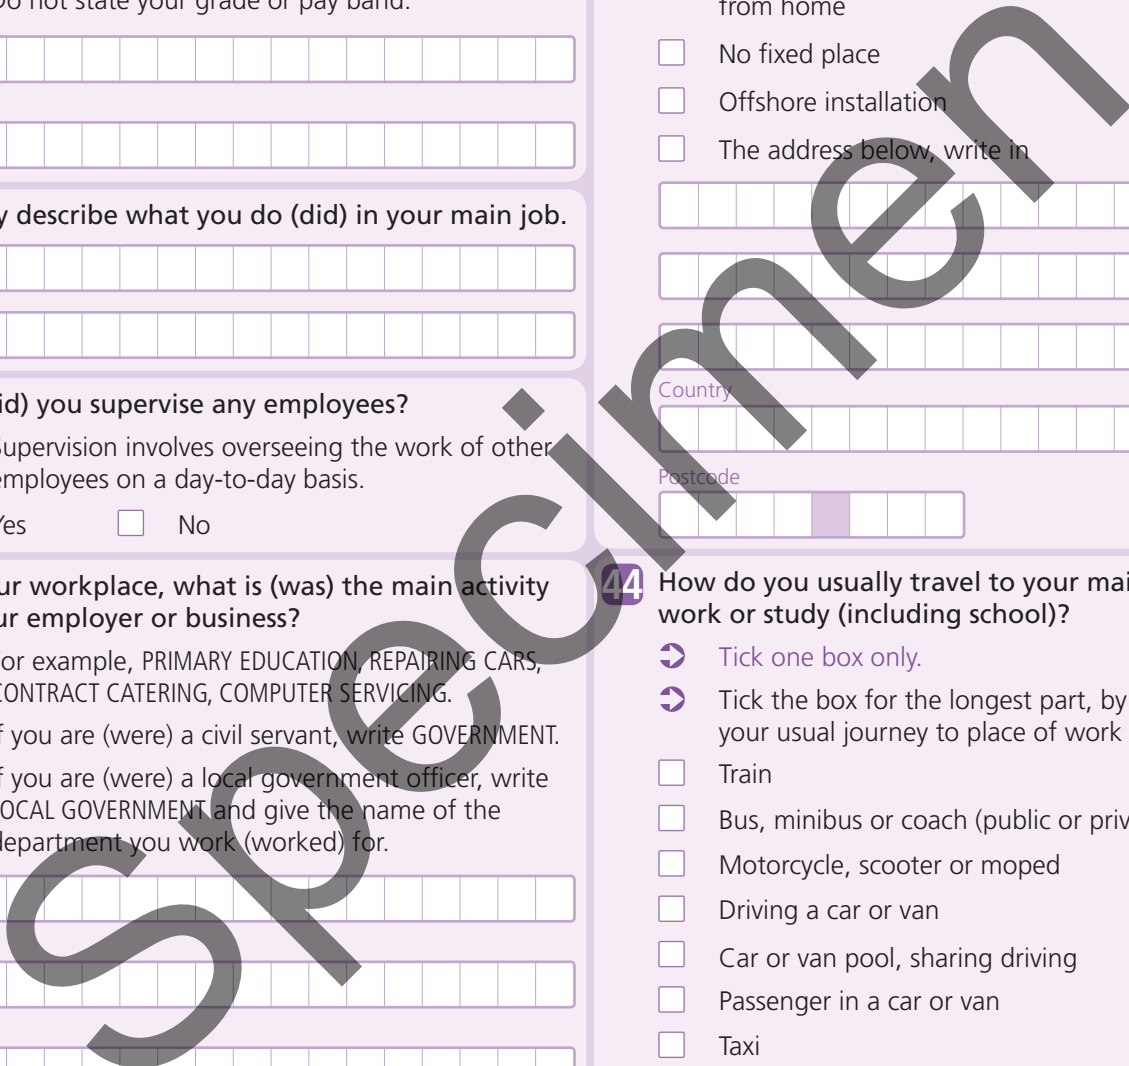 Do not state your grade or pay band.
describe what you do (did) in your main job.
you supervise any employees?
Supervision involves overseeing the work of other
employees on a day-to-day basis.
Yes No
workplace, what is (was) the main activity
employer or business?
For example, PRIMARY EDUCATION, REPAIRING CARS,
CONTRACT CATERING, COMPUTER SERVICING.
If you are (were) a civil servant, write GOVERNMENT.
If you are (were) a local government officer, write
LOCAL GOVERNMENT and give the name of the
department you work (worked) for.
from home
No fixed place
Offshore installation
The address below, write in
Country
Postcode
44 How do you usually travel to your
work or study (including school)?
Tick one box only.
Tick the box for the longest part, by
your usual journey to place of work
Train
Bus, minibus or coach (public or
Motorcycle, scooter or moped
Driving a car or van
Car or van pool, sharing driving
Passenger in a car or van
Taxi
Specimen